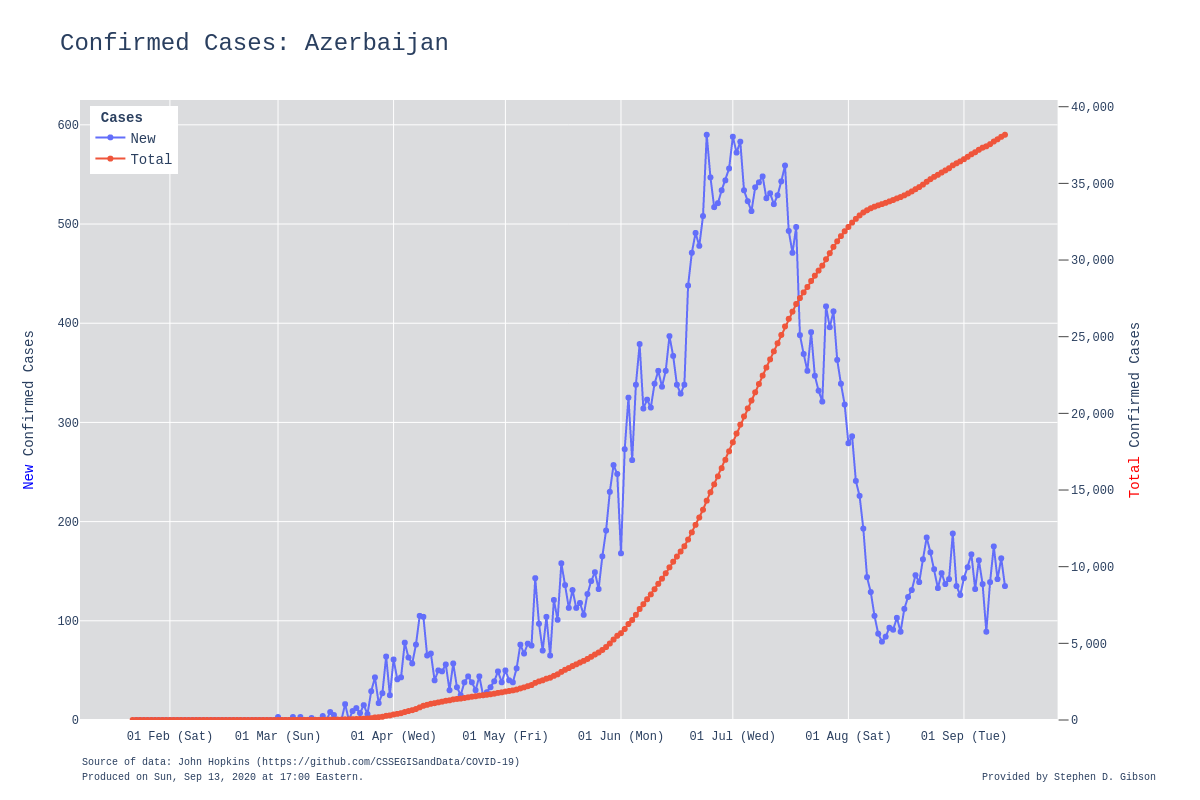 Confirmed Cases: Azerbaijan
Cases
New
Total
600
500
400
300
200
100
0
40,000
35,000
30,000
25,000
20,000
15,000
10,000
5,000
0
New Confirmed Cases
Total Confirmed Cases
01 Feb (Sat)
01 Mar (Sun)
01 Apr (Wed)
01 May (Fri)
01 Jun (Mon)
01 Jul (Wed)
01 Aug (Sat)
01 Sep (Tue)
Source of data: John Hopkins (https://github.com/CSSEGISandData/COVID-19)
Produced on Sun, Sep 13, 2020 at 17:00 Eastern.
Provided by Stephen D. Gibson